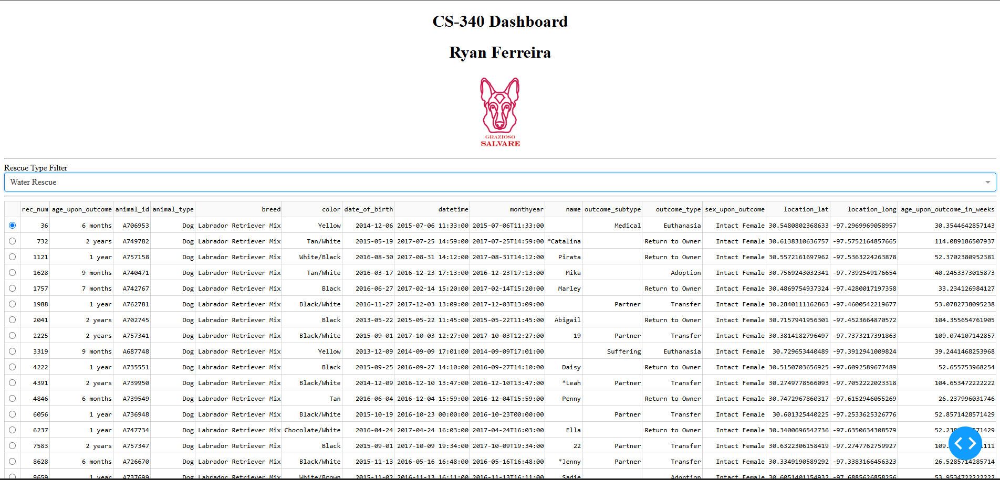 CS-340 Dashboard
Ryan Ferreira
GRAZIOSO
SALVARE
Rescue Type Filter
Water Rescue
rec_num age_upon_outcome animal_id animal_type breed color date_of_birth datetime monthyear name outcome_subtype outcome_type sex_upon_outcome location_lat location_long age_upon_outcome_in_weeks
36 6 months A706953 Dog Labrador Retriever Mix Yellow 2014-12-06 2015-07-06 11:33:00 2015-07-06T11:33:00 Medical Euthanasia Intact Female 30.5480802368633 -97.2969969058957 30.3544642857143
732 2 years A749782 Dog Labrador Retriever Mix Tan/White 2015-05-19 2017-07-25 14:59:00 2017-07-25T14:59:00 *Catalina Return to Owner Intact Female 30.6138310636757 -97.5752164857665 114.089186507937
1121 1 year A757158 Dog Labrador Retriever Mix White/Black 2016-08-30 2017-08-31 14:12:00 2017-08-31T14:12:00 Pirata Return to Owner Intact Female 30.5572161697962 -97.5363224263878 52.3702380952381
1628 9 months A740471 Dog Labrador Retriever Mix Tan/White 2016-03-17 2016-12-23 17:13:00 2016-12-23T17:13:00 Mika Adoption Intact Female 30.7569243032341 -97.7392549176654 40.2453373015873
1757 7 months A742767 Dog Labrador Retriever Mix Black 2016-06-27 2017-02-14 15:20:00 2017-02-14T15:20:00 Marley Return to Owner Intact Female 30.4869754937324 -97.4280017197358 33.234126984127
1988 1 year A762781 Dog Labrador Retriever Mix Black/White 2016-11-27 2017-12-03 13:09:00 2017-12-03T13:09:00 Partner Transfer Intact Female 30.2840111162863 -97.4600542219677 53.0782738095238
2041 2 years A702745 Dog Labrador Retriever Mix Black 2013-05-22 2015-05-22 11:45:00 2015-05-22T11:45:00 Abigail Return to Owner Intact Female 30.7157941956301 -97.4523664870572 104.355654761905
2225 2 years A757341 Dog Labrador Retriever Mix Black/White 2015-09-01 2017-10-03 12:27:00 2017-10-03T12:27:00 19 Partner Transfer Intact Female 30.3814182796497 -97.7373217391863 109.074107142857
3319 9 months A687748 Dog Labrador Retriever Mix Yellow 2013-12-09 2014-09-09 17:01:00 2014-09-09T17:01:00 Suffering Euthanasia Intact Female 30.729653440489 -97.3912941009824 39.2441468253968
4222 1 year A735551 Dog Labrador Retriever Mix Black 2015-09-25 2016-09-27 14:10:00 2016-09-27T14:10:00 Daisy Return to Owner Intact Female 30.5150703656925 -97.6092589677489 52.655753968254
4391 2 years A739950 Dog Labrador Retriever Mix Black/White 2014-12-09 2016-12-10 13:47:00 2016-12-10T13:47:00 *Leah Partner Transfer Intact Female 30.2749778566093 -97.7052222023318 104.653472222222
4846 6 months A739549 Dog Labrador Retriever Mix Tan 2016-06-04 2016-12-04 15:59:00 2016-12-04T15:59:00 Penny Return to Owner Intact Female 30.7472967860317 -97.6152946055269 26.237996031746
6056 1 year A736948 Dog Labrador Retriever Mix Black/White 2015-10-19 2016-10-23 00:00:00 2016-10-23T00:00:00 Partner Transfer Intact Female 30.601325440225 -97.2533625326776 52.8571428571429
6237 1 year A747734 Dog Labrador Retriever Mix Chocolate/White 2016-04-24 2017-04-24 16:03:00 2017-04-24T16:03:00 Ella Return to Owner Intact Female 30.3400696542736 -97.6350634308579
7583 2 years A757347 Dog Labrador Retriever Mix Black 2015-09-01 2017-10-09 19:34:00 2017-10-09T19:34:00 22 Partner Transfer Intact Female 30.6322306158419 -97.2747762759927
8628 6 months A726670 Dog Labrador Retriever Mix Black/White 2015-11-13 2016-05-16 16:48:00 2016-05-16T16:48:00 *Jenny Partner Transfer Intact Female 30.3349190589292 -97.3383166456323 26.5285714285714
9659 1 year A737699 Dog Labrador Retriever Mix White/Brown 2015-11-02 2016-11-13 16:11:00 2016-11-13T16:11:00 Sadie Adoption Intact Female 30.6051401154932 -97.6885626858256 53.9534722222222